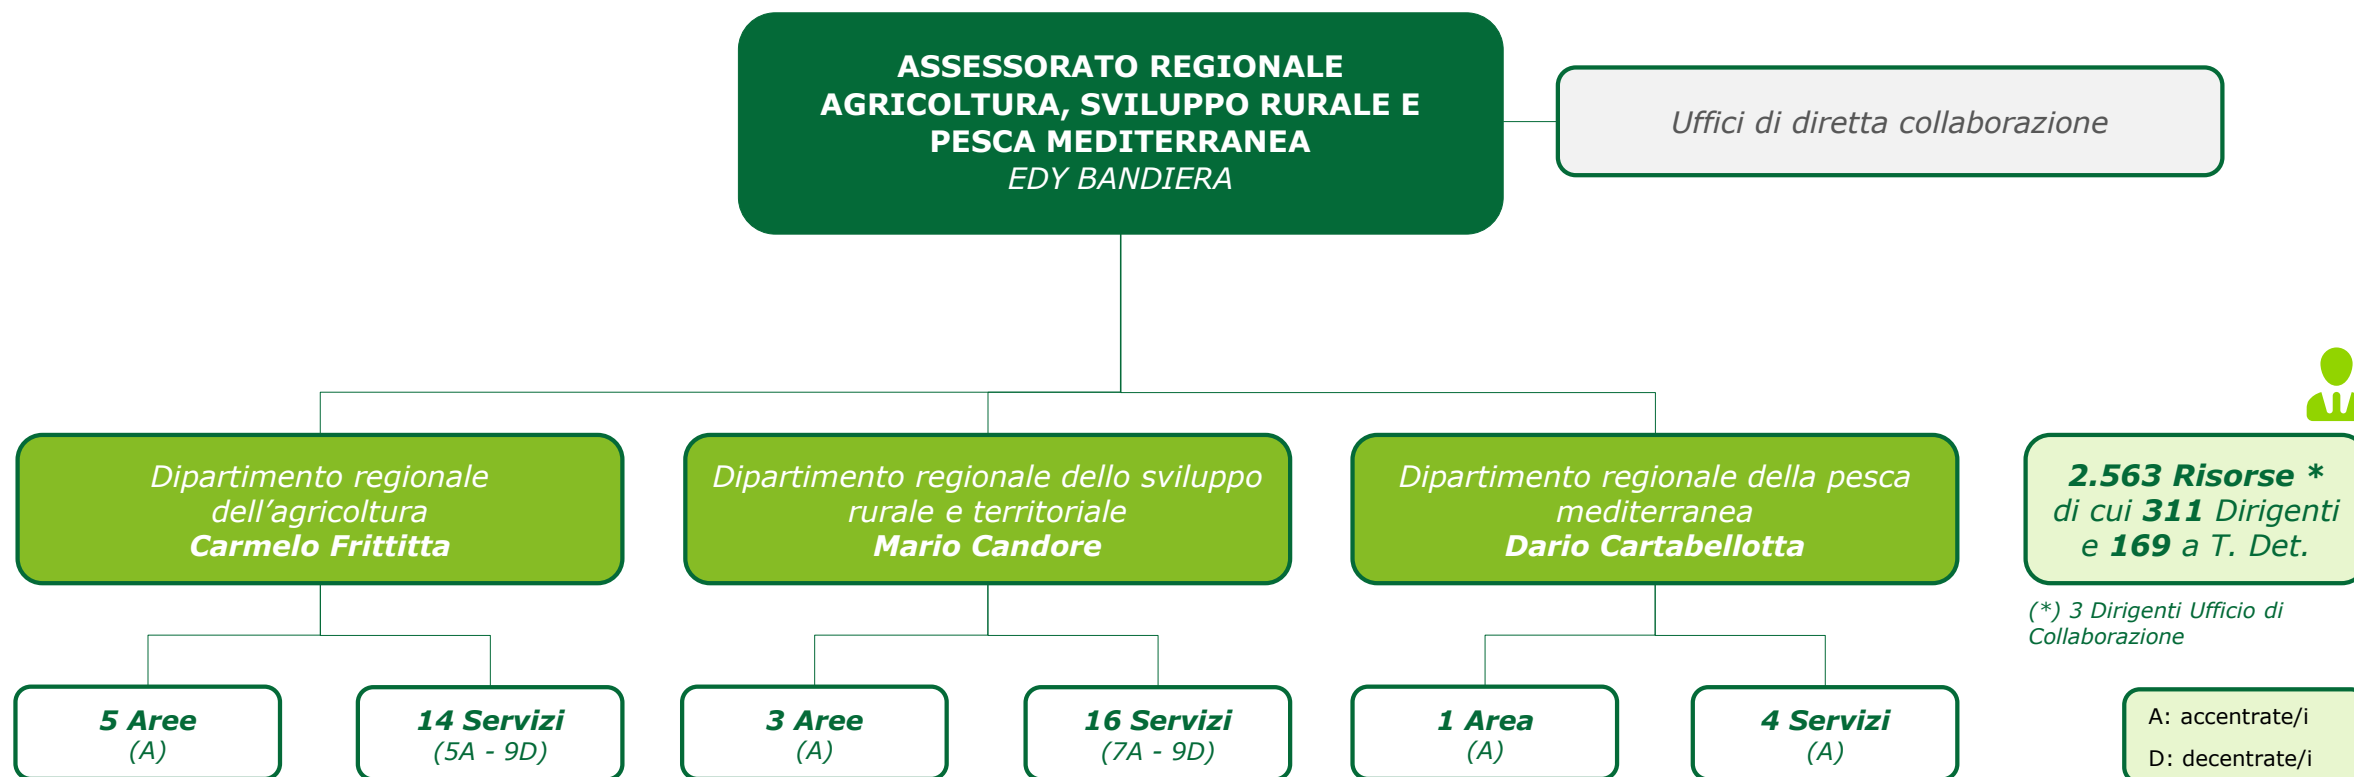 ASSESSORATO REGIONALE
AGRICOLTURA, SVILUPPO RURALE E
PESCA MEDITERRANEA
EDY BANDIERA
Uffici di diretta collaborazione
Dipartimento regionale
dell’agricoltura
Carmelo Frittitta
Dipartimento regionale dello sviluppo
rurale e territoriale
Mario Candore
Dipartimento regionale della pesca
mediterranea
Dario Cartabellotta
2.563 Risorse *
di cui 311 Dirigenti
e 169 a T. Det.
(*) 3 Dirigenti Ufficio di
Collaborazione
5 Aree
(A)
14 Servizi
(5A - 9D)
3 Aree
(A)
16 Servizi
(7A - 9D)
1 Area
(A)
4 Servizi
(A)
A: accentrate/i
D: decentrate/i